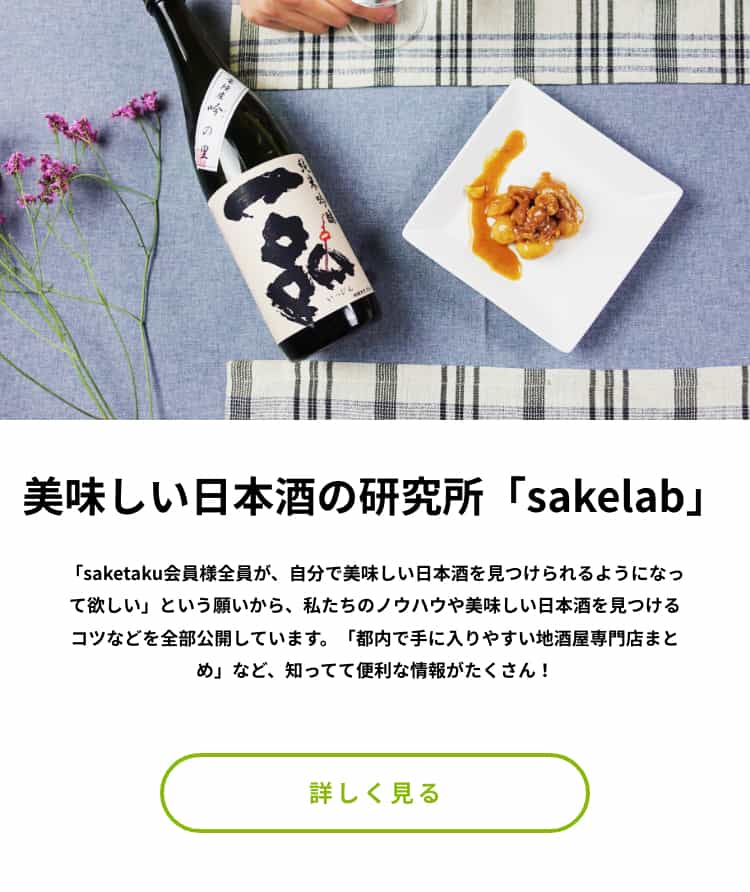 吟の里
純米吟醸
いっぴん
美味しい日本酒の研究所「sakelab」
「saketaku会員様全員が、自分で美味しい日本酒を見つけられるようになっ
て欲しい」という願いから、私たちのノウハウや美味しい日本酒を見つける
コツなどを全部公開しています。「都内で手に入りやすい地酒屋専門店まと
め」など、知ってて便利な情報がたくさん！
詳しく見る